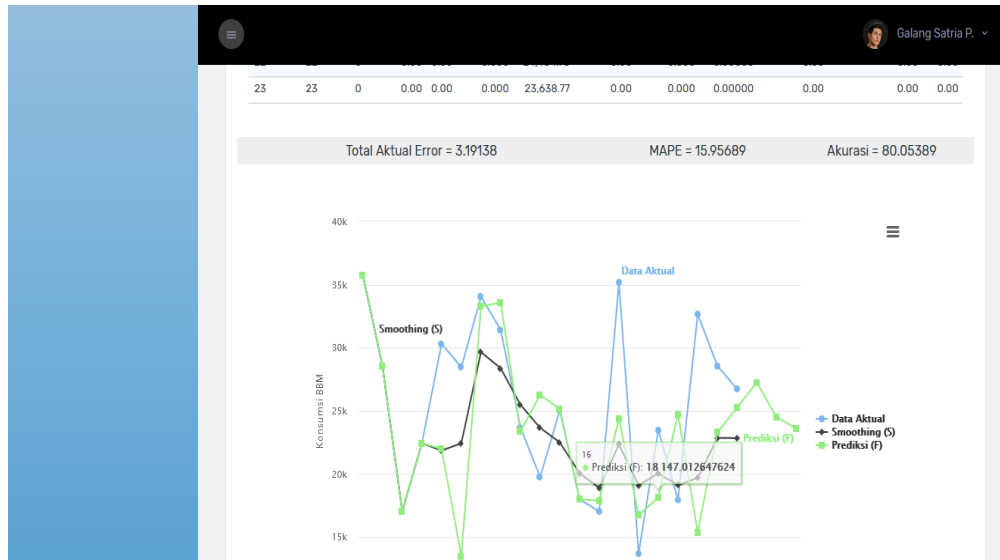 Galang Satria P.
23 23 0 0.00 0.00 0.000 23,638.77 0.00 0.000 0.00000 0.00 0.00 0.00
Total Aktual Error = 3.19138 MAPE = 15.95689 Akurasi = 80.05389
40k
Data Aktual
35k
Smoothing (S)
30k
Konsumsi BBM
25k
Data Aktual
Smoothing (S)
Prediksi (F)
Prediksi (F)
16
Prediksi (F): 18 147.012647624
20k
15k